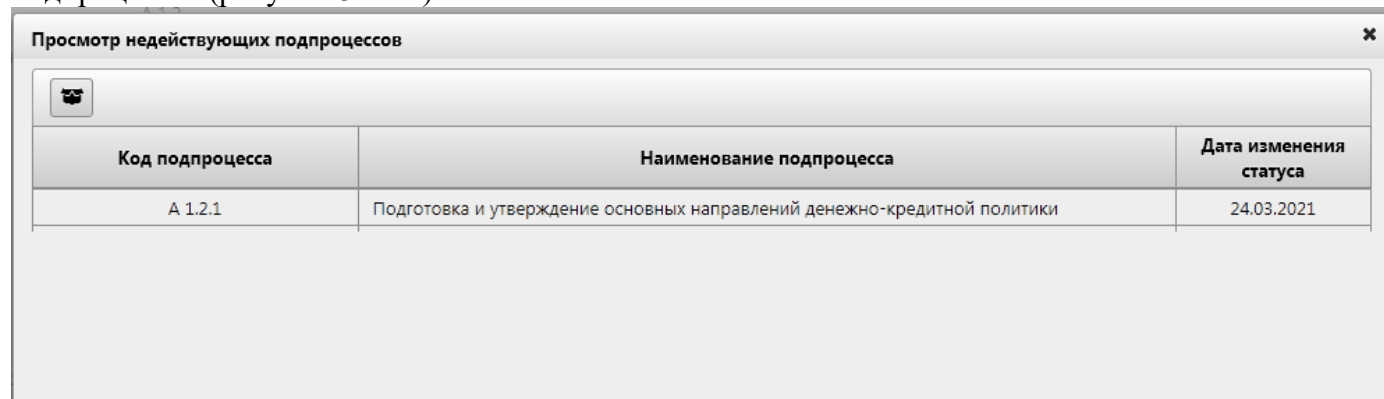 Просмотр недействующих подпроцессов
Код подпроцесса
Наименование подпроцесса
Дата изменения
статуса
А 1.2.1
Подготовка и утверждение основных направлений денежно-кредитной политики
24.03.2021